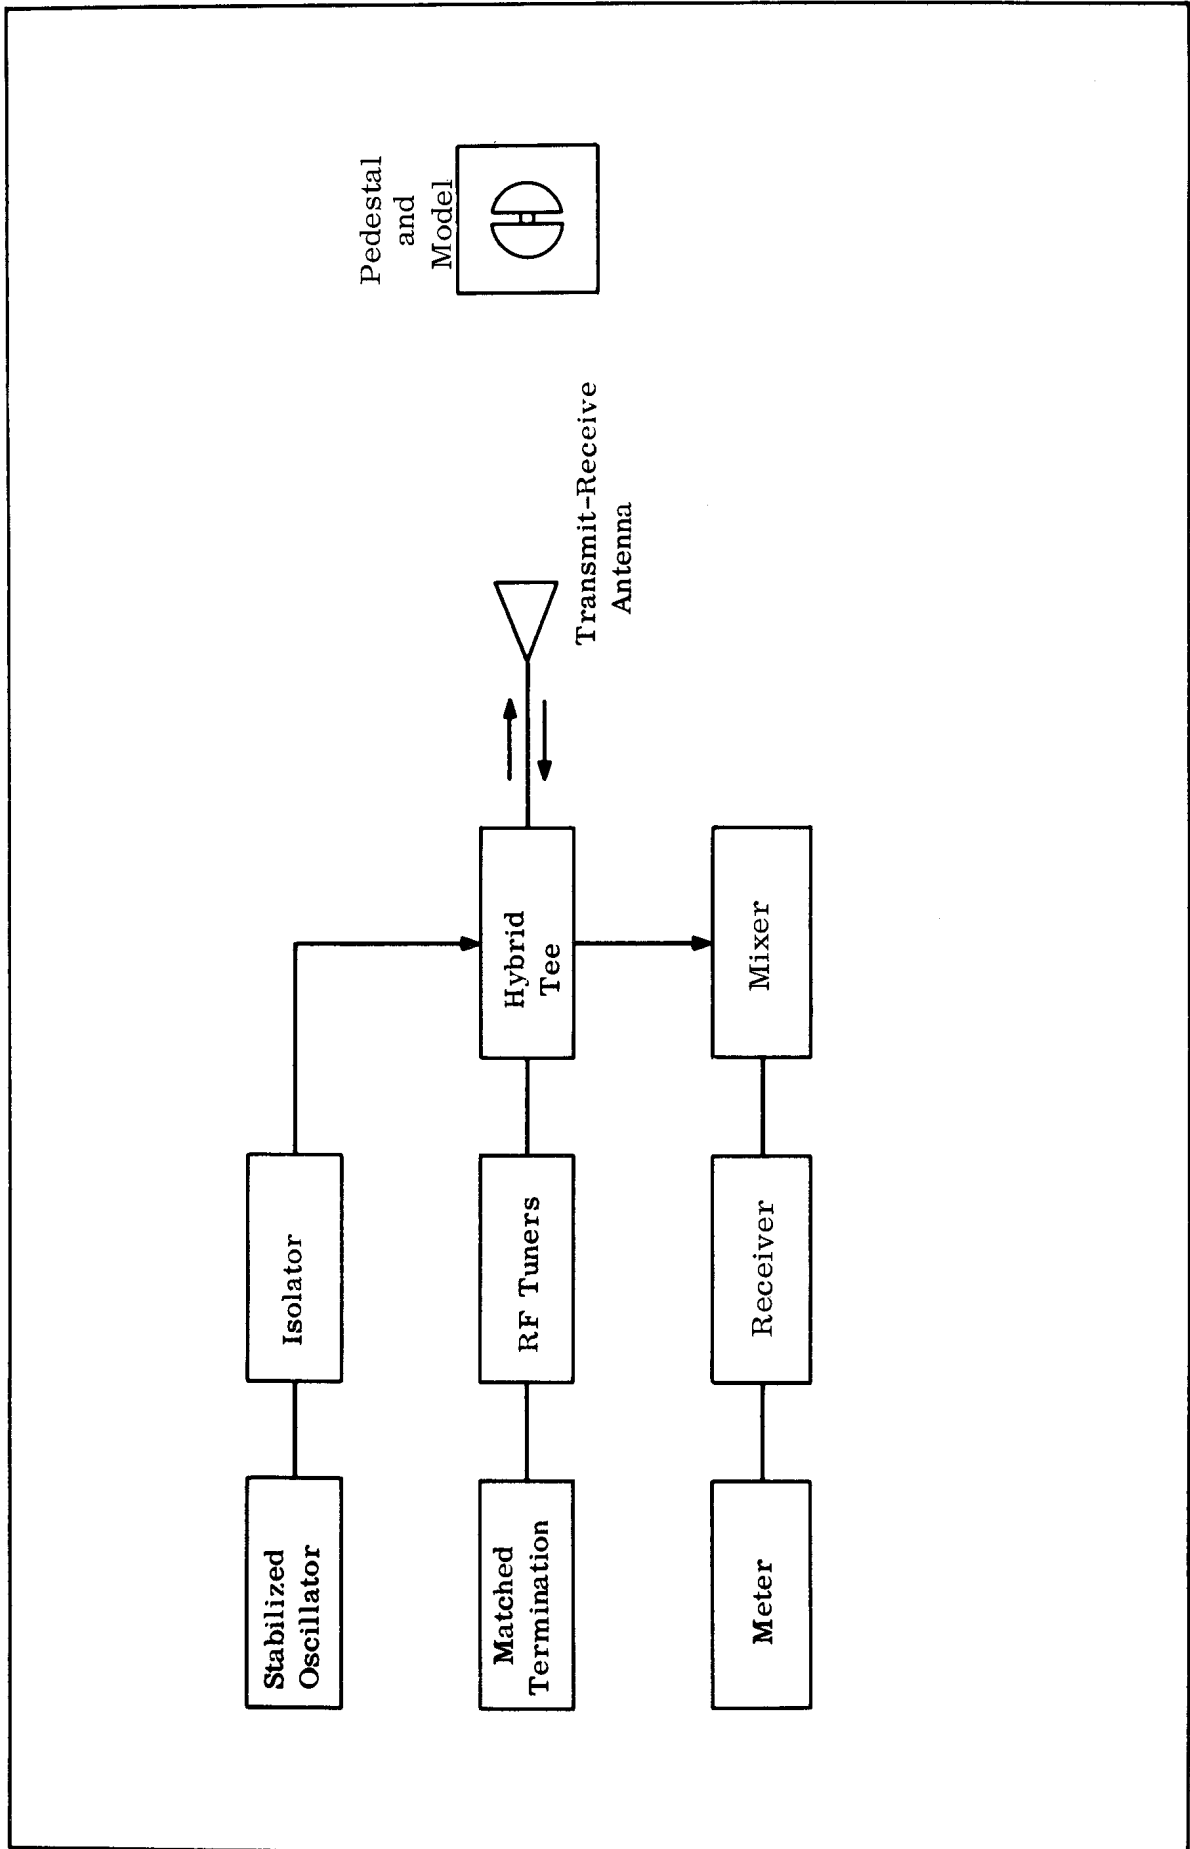 Stabilized
Oscillator
Isolator
Matched
Termination
RF Tuners
Hybrid
Tee
Transmit-Receive
Antenna
Pedestal
and
Model
Meter
Receiver
Mixer